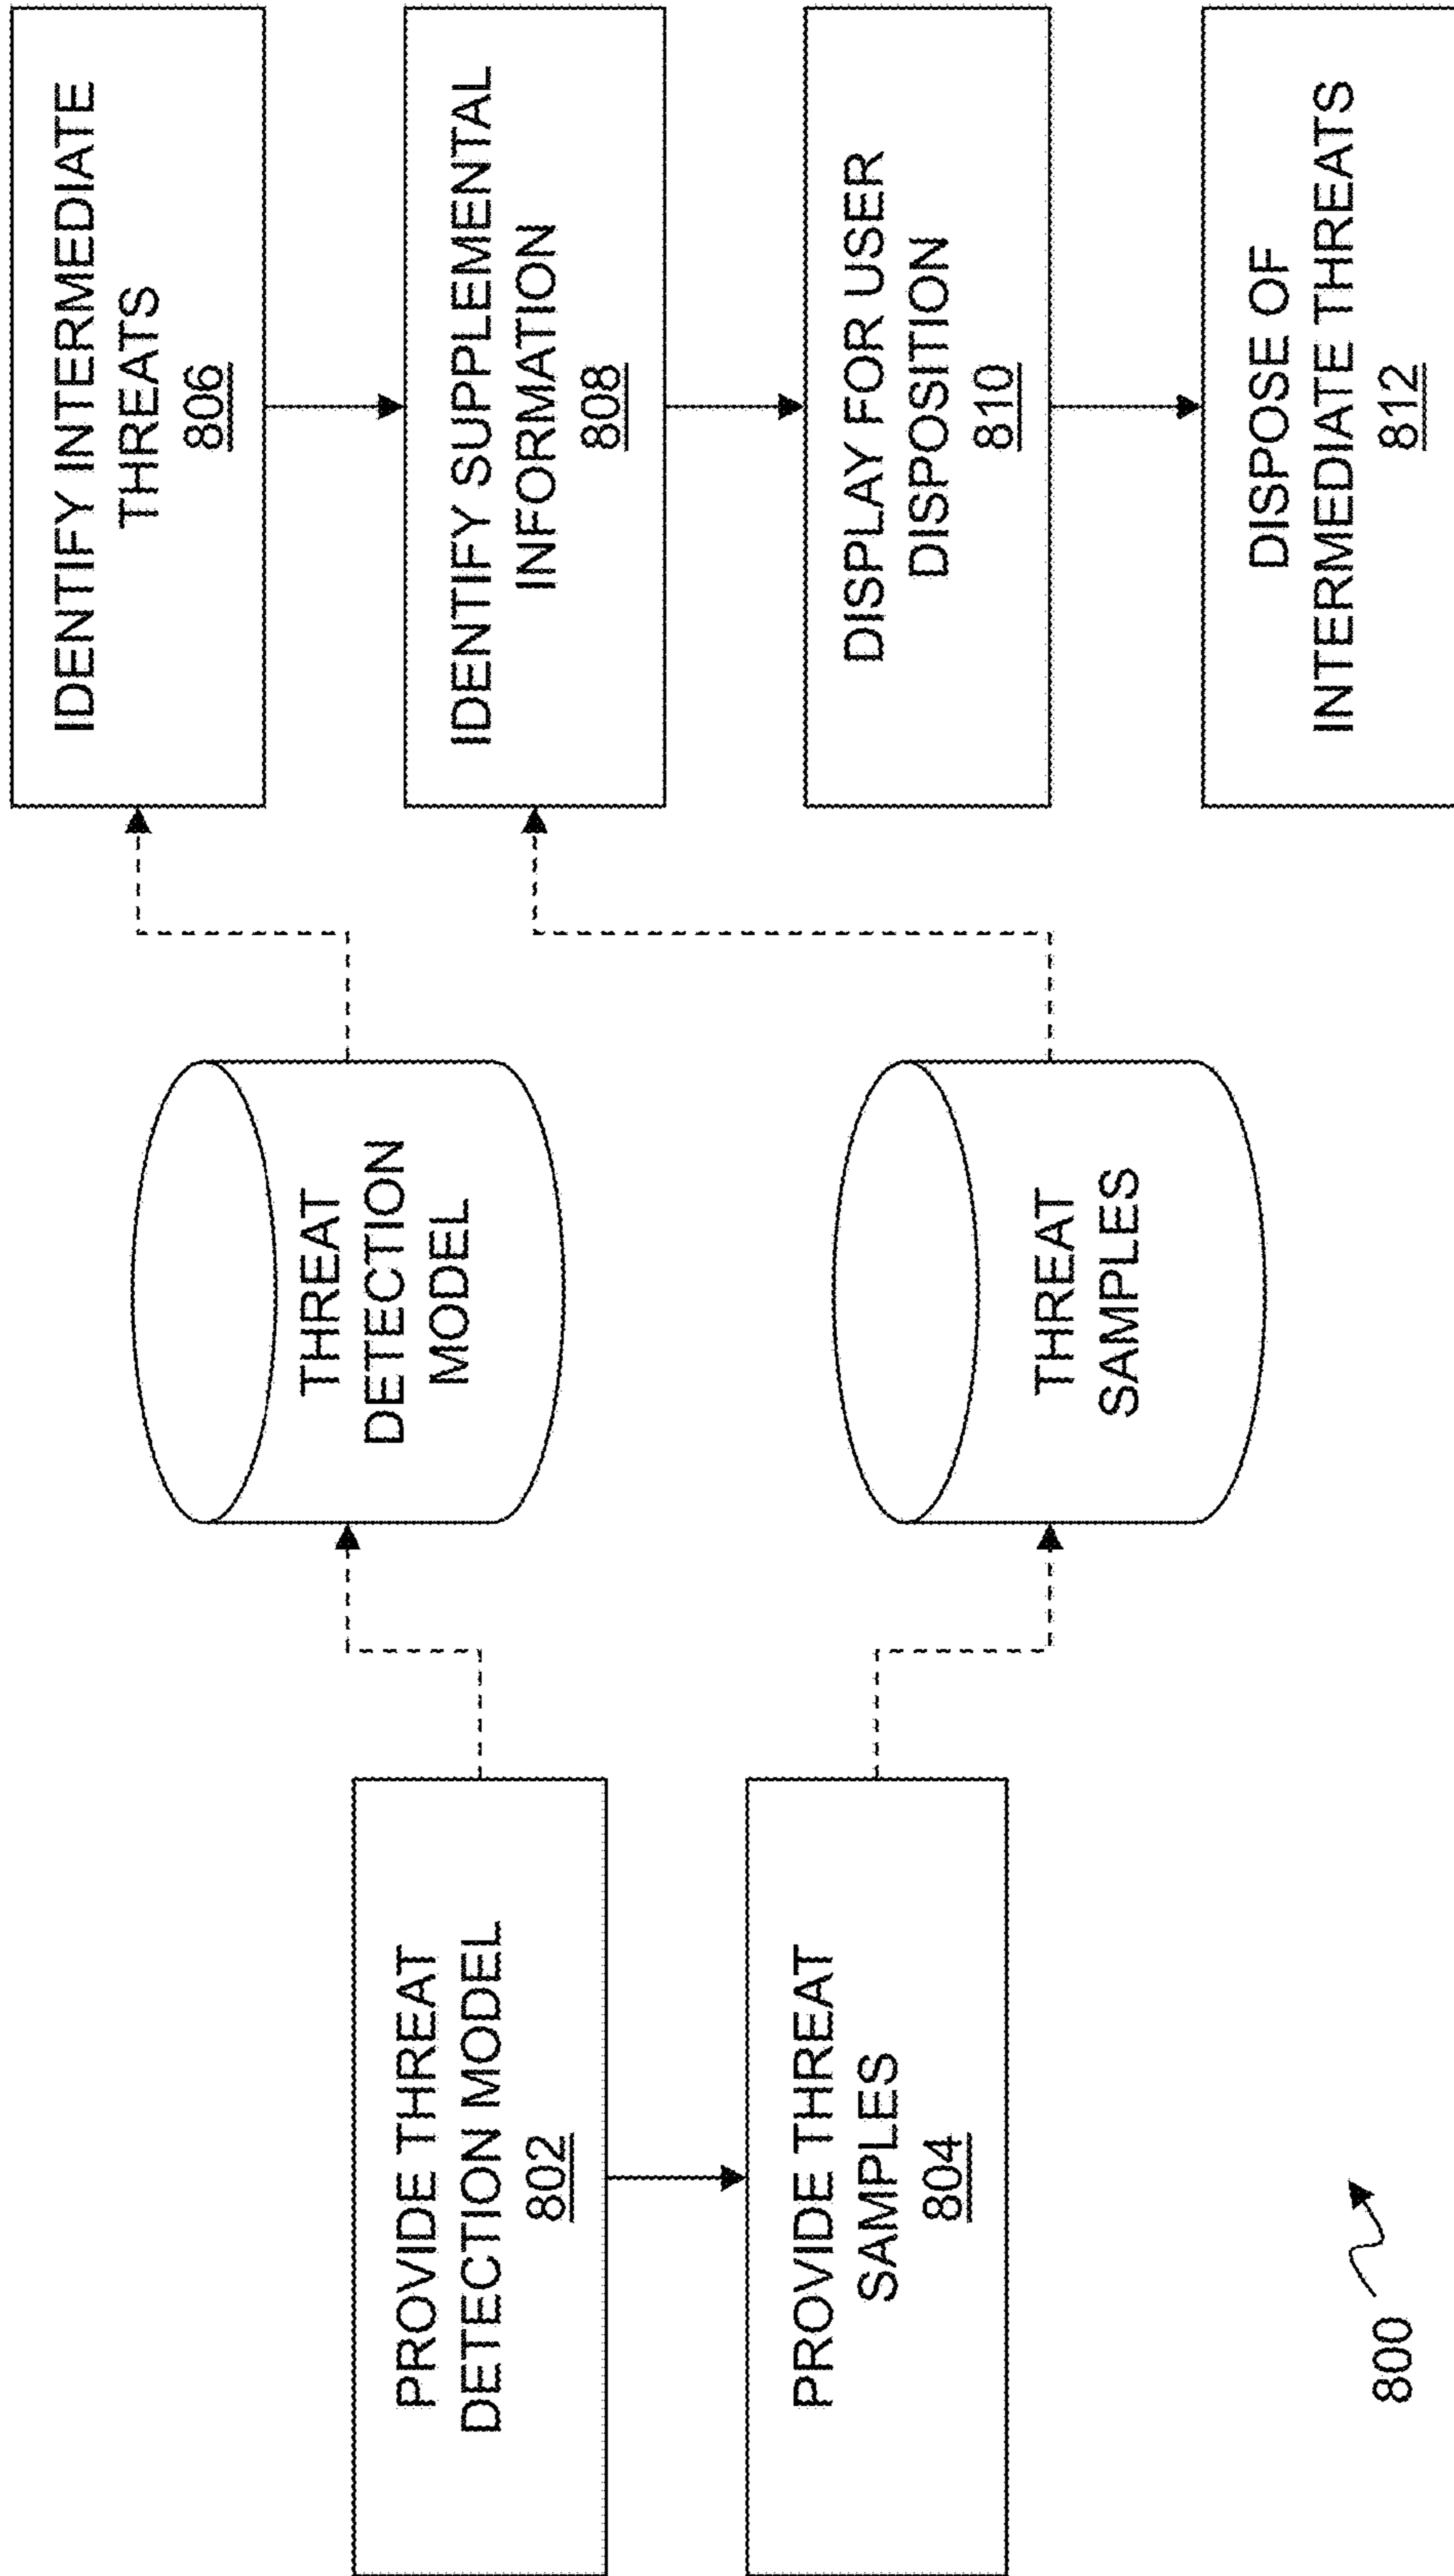 PROVIDE THREAT
DETECTION MODEL
802
PROVIDE THREAT
SAMPLES
804
THREAT
DETECTION
MODEL
THREAT
SAMPLES
IDENTIFY INTERMEDIATE
THREATS
806
IDENTIFY SUPPLEMENTAL
INFORMATION
808
DISPLAY FOR USER
DISPOSITION
810
DISPOSE OF
INTERMEDIATE THREATS
812
800